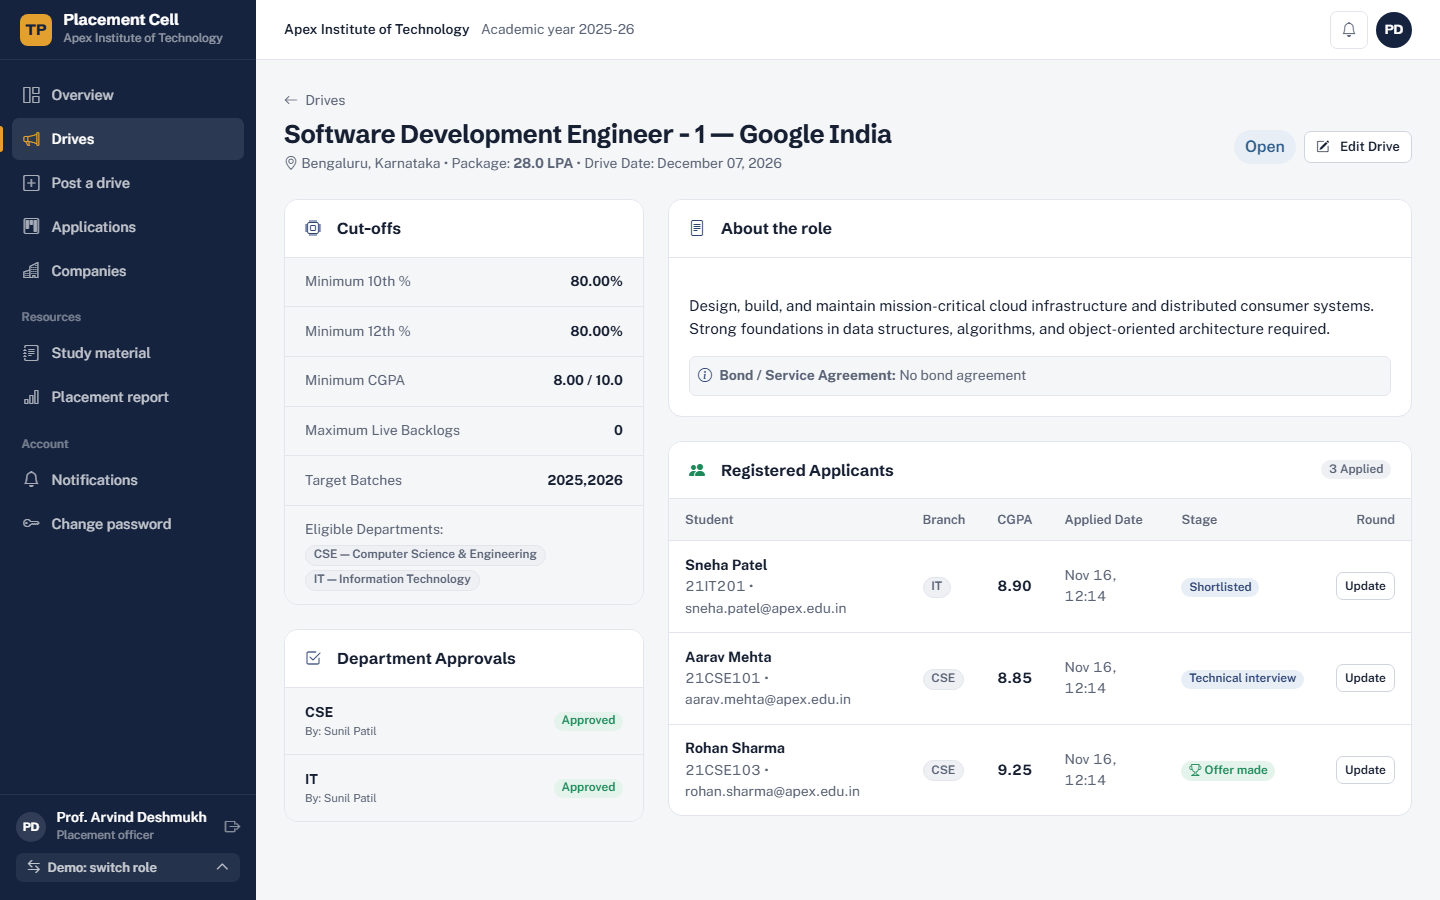 TP
Placement Cell
Apex Institute of Technology
Overview
Drives
Post a drive
Applications
Companies
Resources
Study material
Placement report
Account
Notifications
Change password
PD
Prof. Arvind Deshmukh
Placement officer
Demo: switch role
Apex Institute of Technology Academic year 2025-26
PD
← Drives
Software Development Engineer - 1 — Google India
Bengaluru, Karnataka • Package: 28.0 LPA • Drive Date: December 07, 2026
Open
Edit Drive
Cut-offs
Minimum 10th % 80.00%
Minimum 12th % 80.00%
Minimum CGPA 8.00 / 10.0
Maximum Live Backlogs 0
Target Batches 2025,2026
Eligible Departments:
CSE — Computer Science & Engineering
IT — Information Technology
Department Approvals
CSE
By: Sunil Patil
Approved
IT
By: Sunil Patil
Approved
About the role
Design, build, and maintain mission-critical cloud infrastructure and distributed consumer systems.
Strong foundations in data structures, algorithms, and object-oriented architecture required.
Bond / Service Agreement: No bond agreement
Registered Applicants
3 Applied
Student Branch CGPA Applied Date Stage Round
Sneha Patel
21IT201 •
sneha.patel@apex.edu.in
IT
8.90
Nov 16,
12:14
Shortlisted
Update
Aarav Mehta
21CSE101 •
aarav.mehta@apex.edu.in
CSE
8.85
Nov 16,
12:14
Technical interview
Update
Rohan Sharma
21CSE103 •
rohan.sharma@apex.edu.in
CSE
9.25
Nov 16,
12:14
Offer made
Update